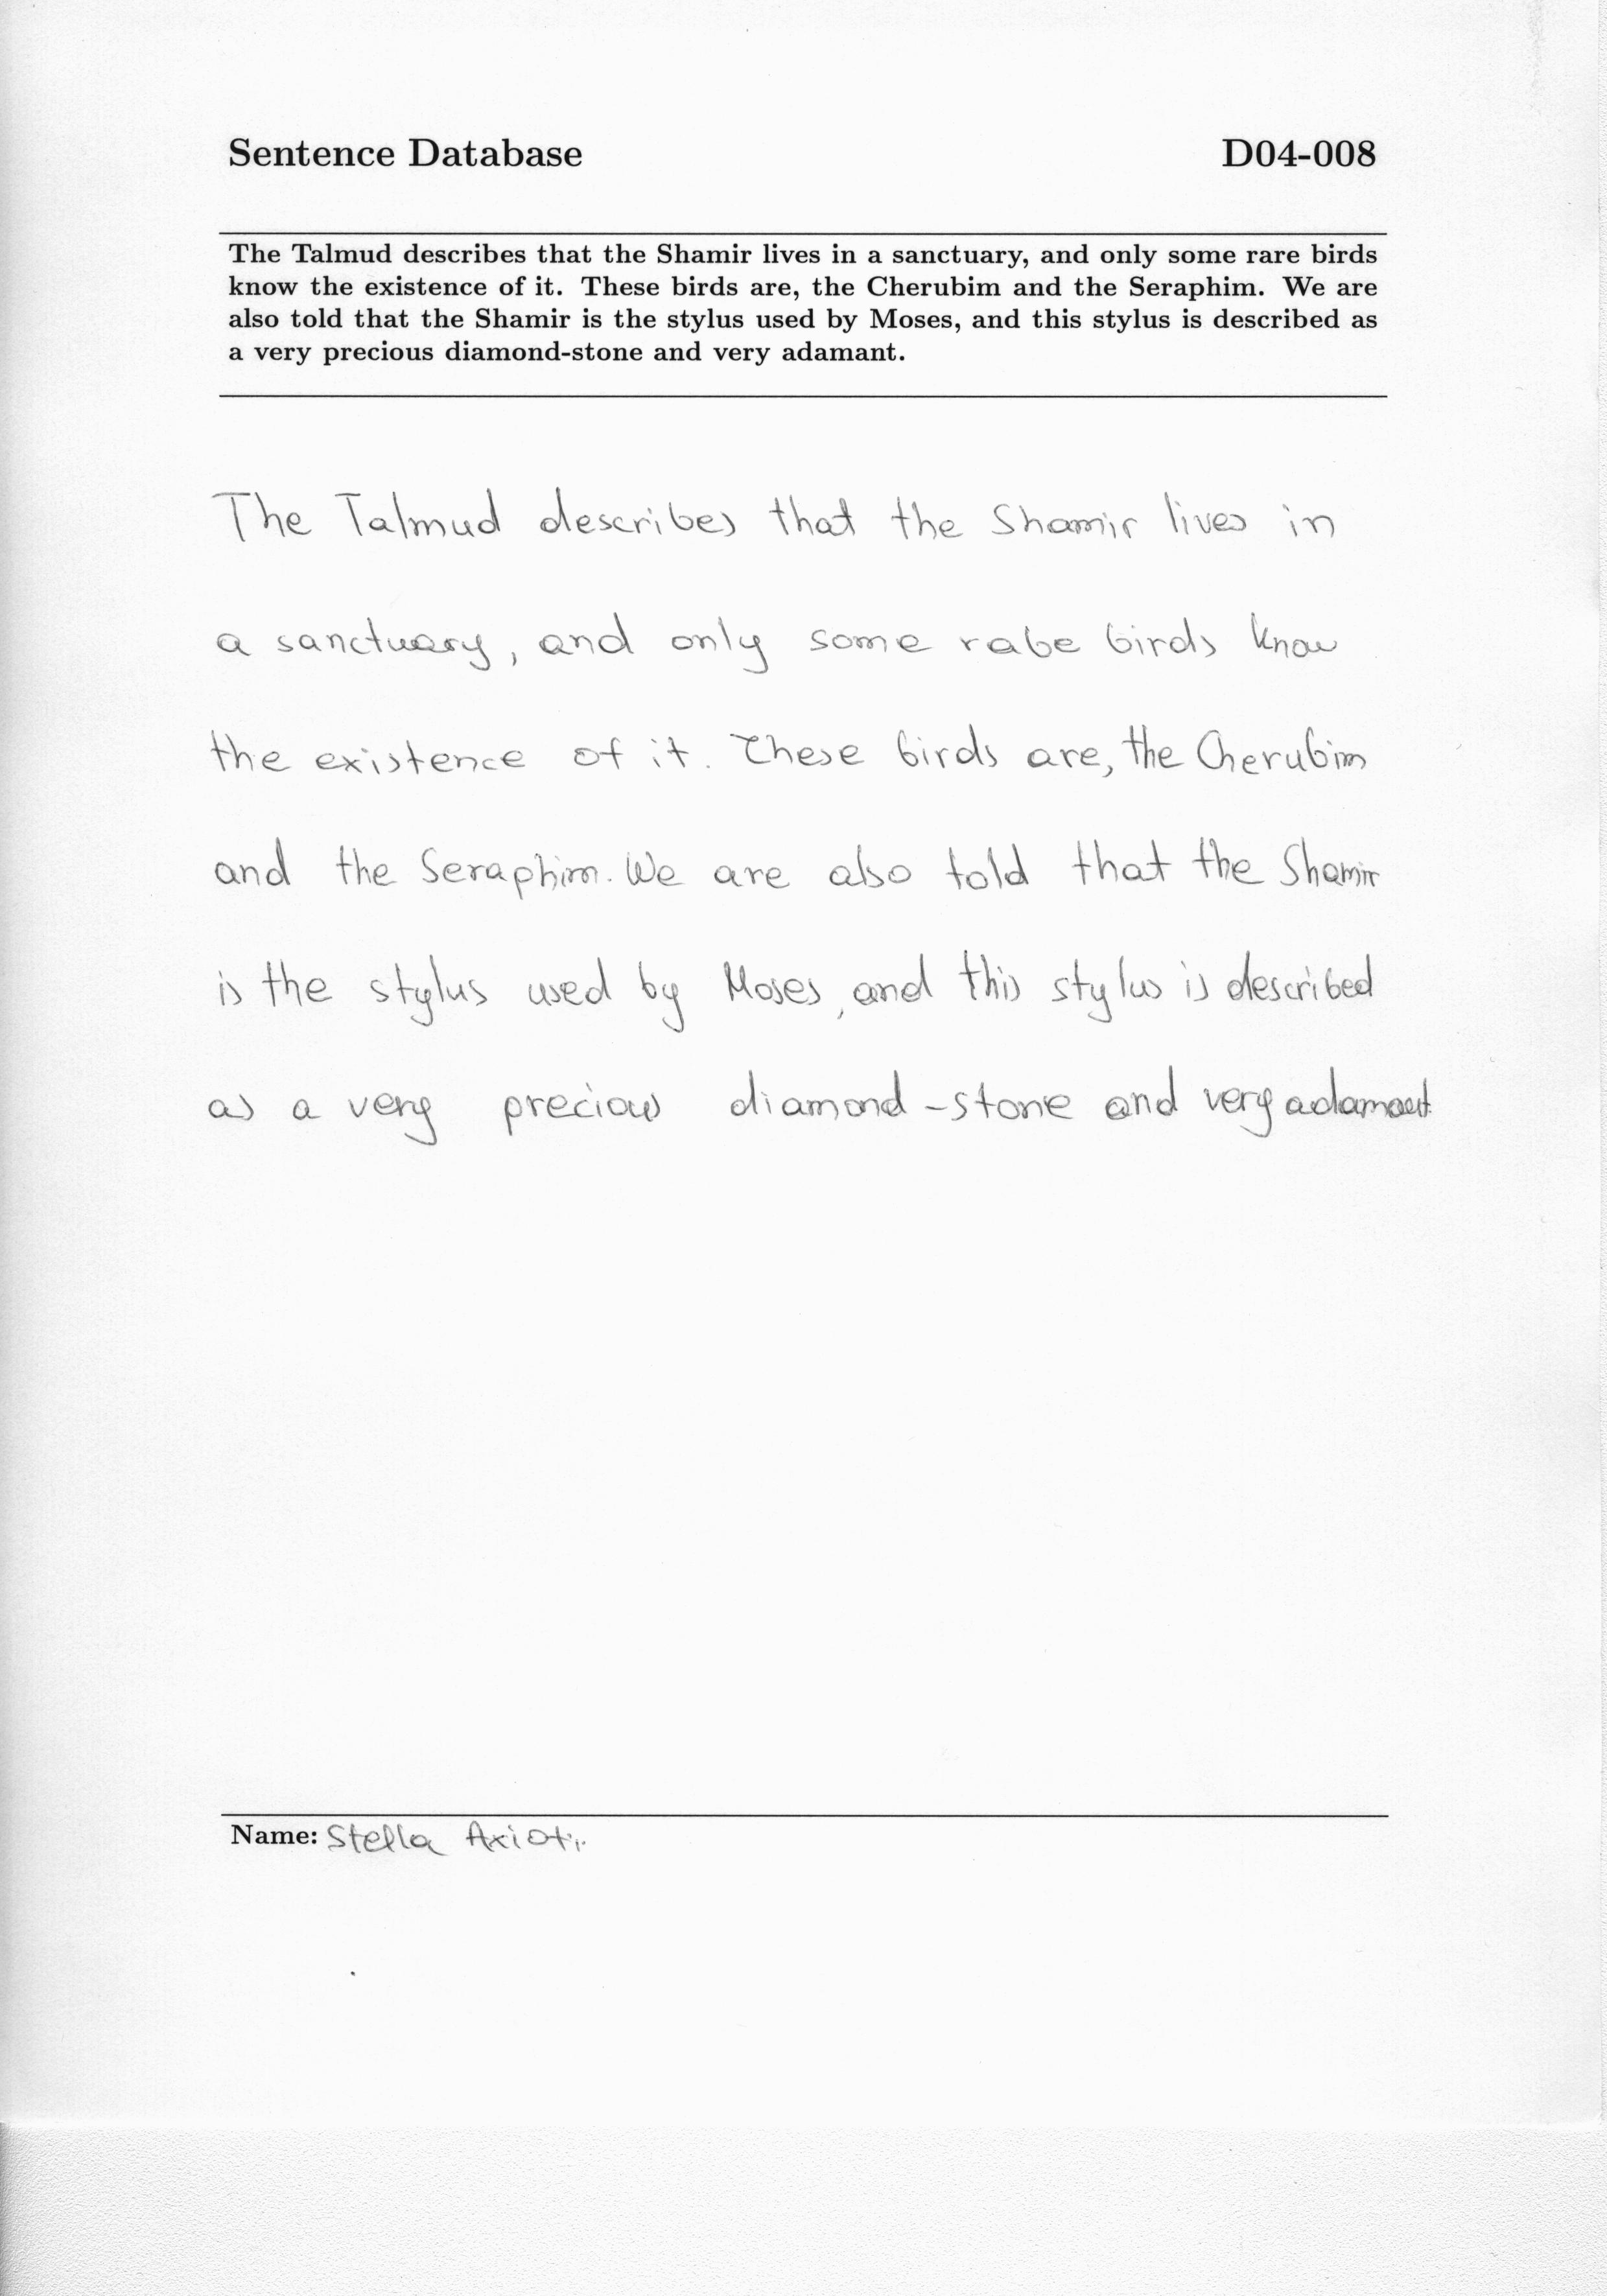 Sentence Database D04-008
The Talmud describes that the Shamir lives in a sanctuary, and only some rare birds
know the existence of it. These birds are, the Cherubim and the Seraphim. We are
also told that the Shamir is the stylus used by Moses, and this stylus is described as
a very precious diamond-stone and very adamant.
The Talmud describes that the Shamir lives in
a sanctuary, and only some rabe birds know
the existence of it. These birds are, the Cherubim
and the Seraphim. We are also told that the Shamir
is the stylus used by Moses, and this stylus is described
as a very precious diamond-stone and very adamant.
Name: Stella Axioti.